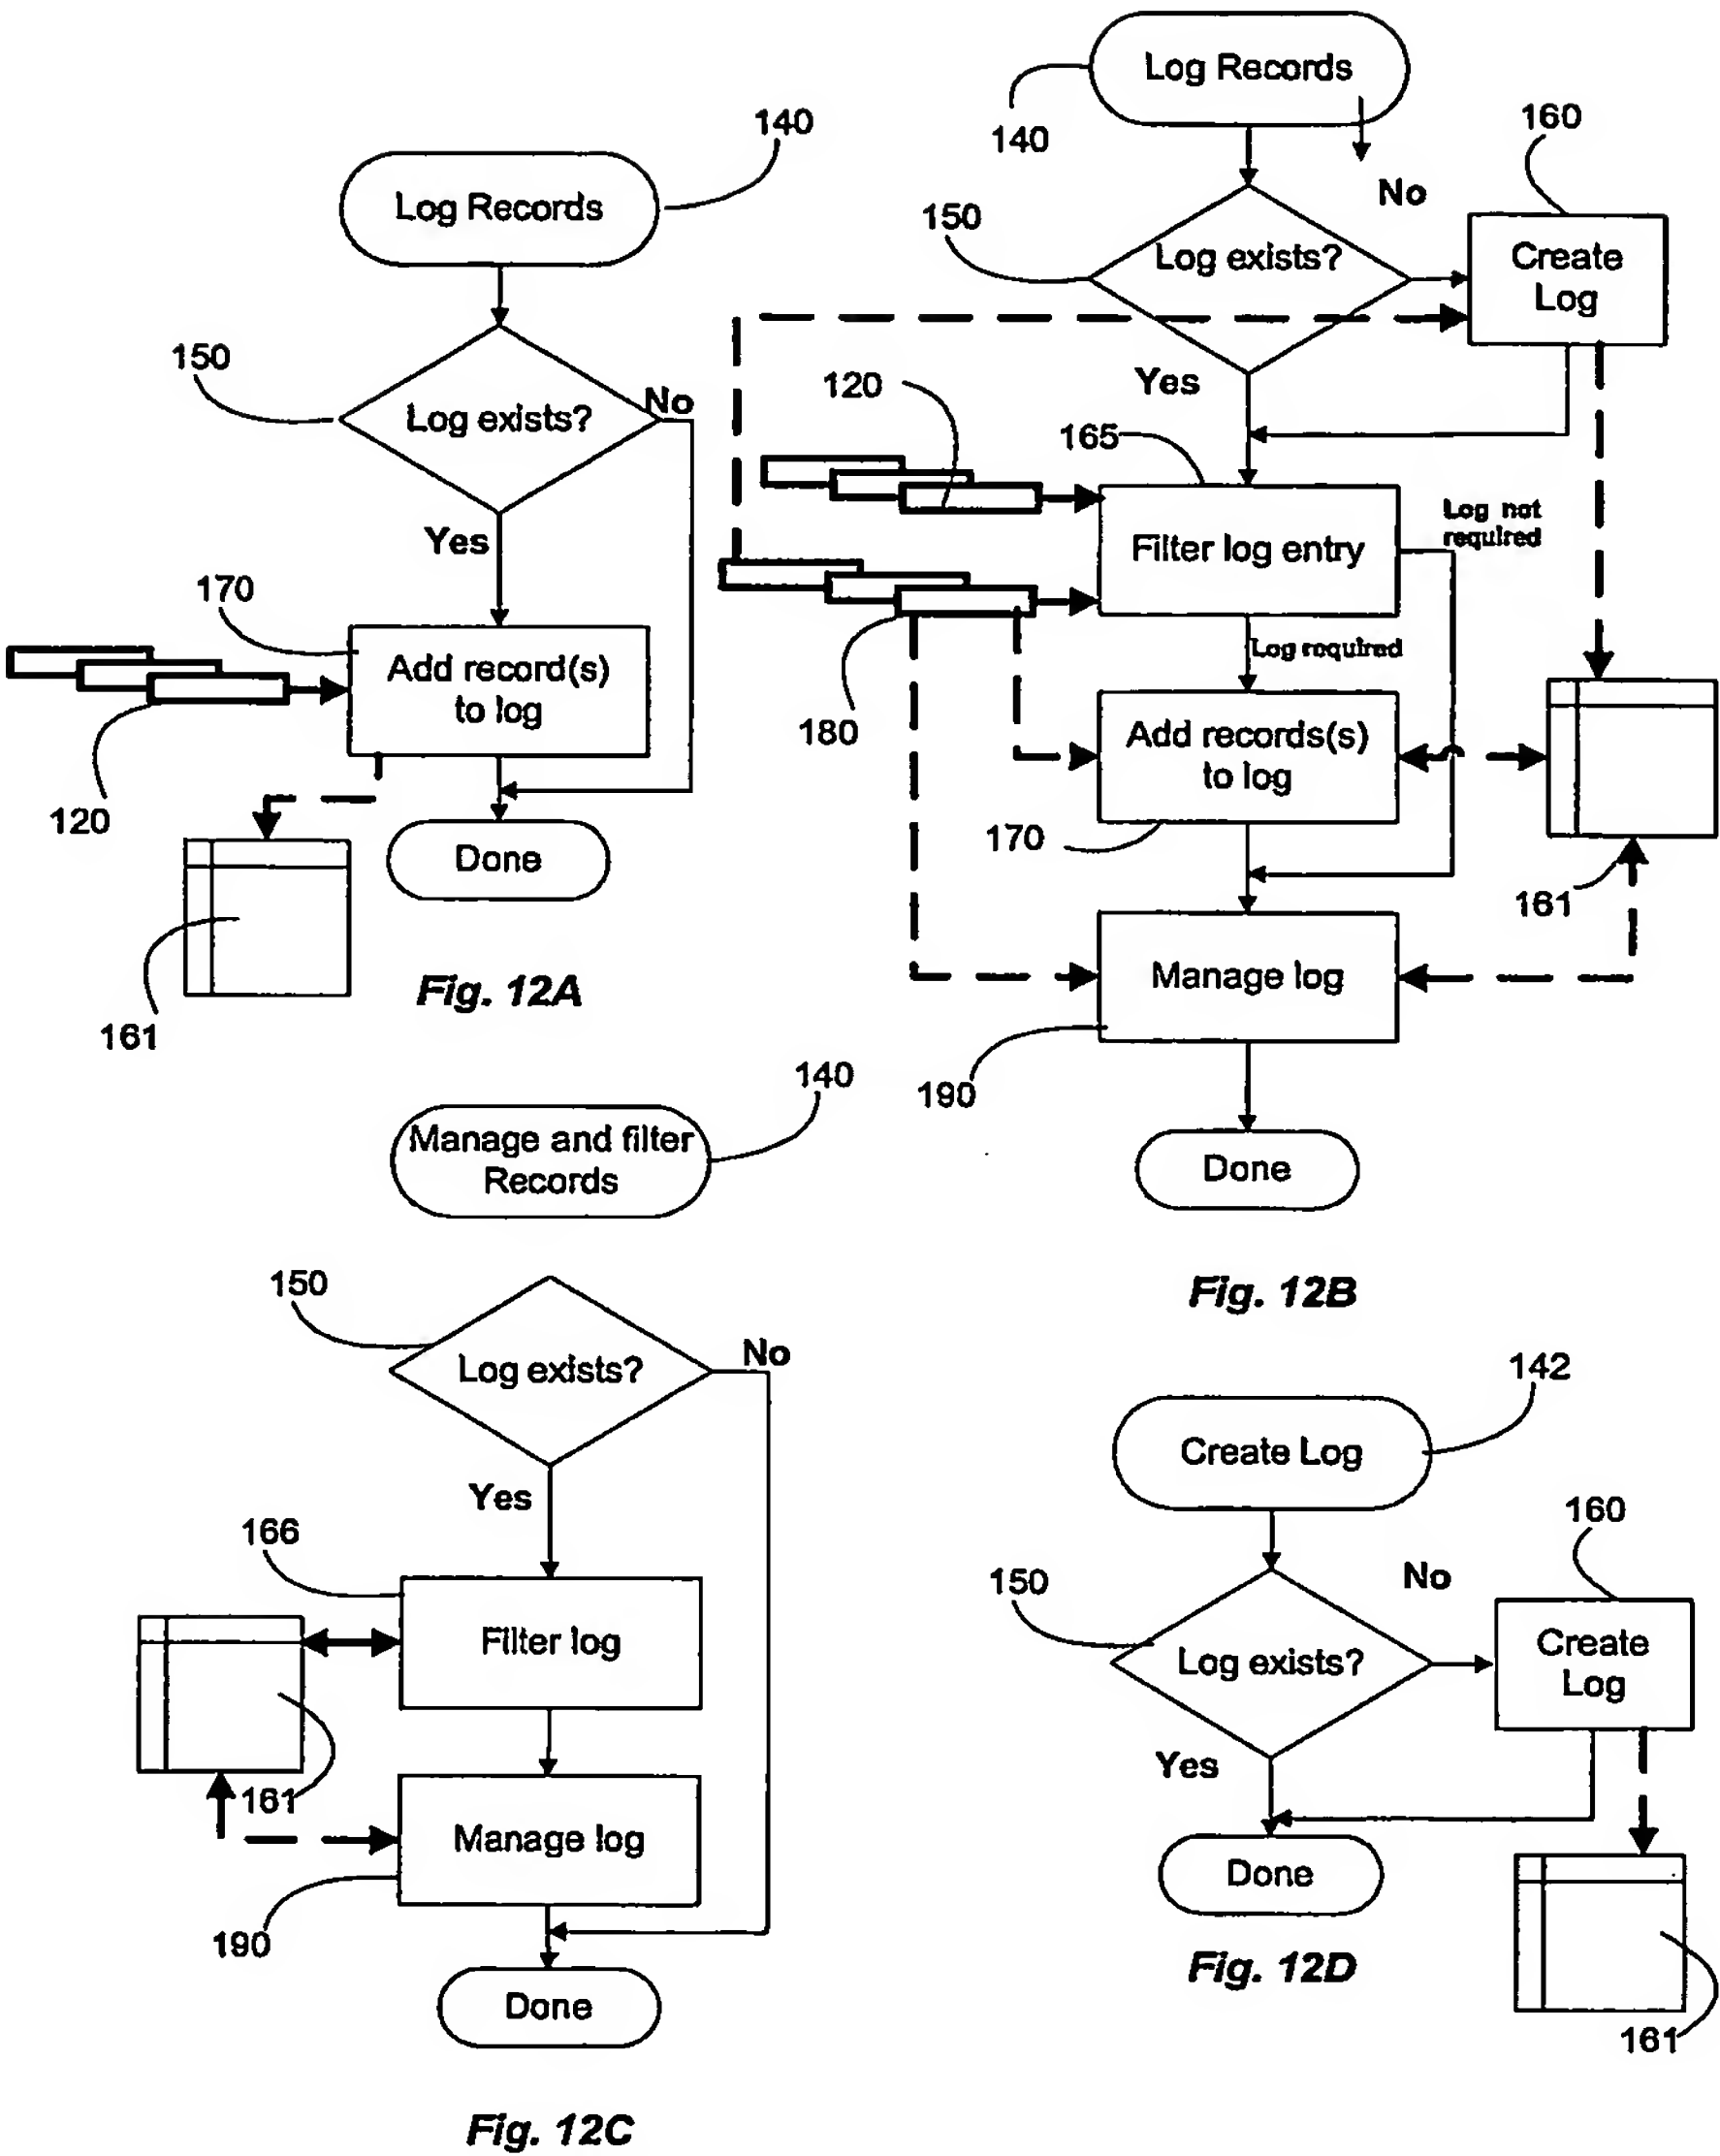 140
Log Records
150
Log exists?
No
Yes
170
Add record(s)
to log
120
Done
161
Fig. 12A
Log Records
140
160
No
150
Log exists?
Create
Log
Yes
120
165
Log not
required
Filter log entry
Log required
180
Add records(s)
to log
170
161
Manage log
190
Done
Fig. 12B
140
Manage and filter
Records
150
Log exists?
No
Yes
166
Filter log
161
Manage log
190
Done
Fig. 12C
142
Create Log
160
No
150
Log exists?
Create
Log
Yes
Done
Fig. 12D
161